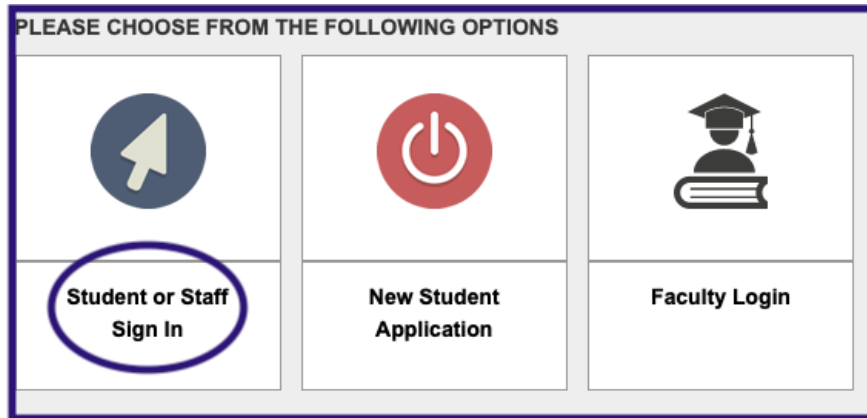 PLEASE CHOOSE FROM THE FOLLOWING OPTIONS
Student or Staff
Sign In
New Student
Application
Faculty Login